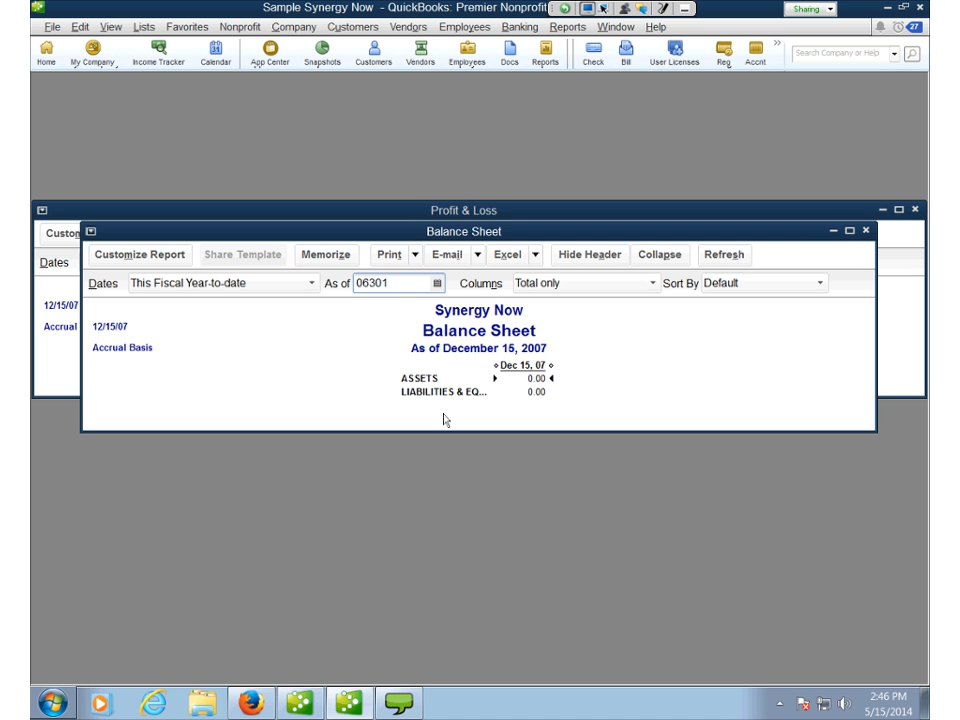 Sample Synergy Now - QuickBooks: Premier Nonprofit
Sharing
File Edit View Lists Favorites Nonprofit Company Customers Vendors Employees Banking Reports Window Help
27
Home My Company Income Tracker Calendar App Center Snapshots Customers Vendors Employees Docs Reports Check Bill User Licenses Reg Accnt » Search Company or Help
Profit & Loss
Custom
Balance Sheet
Dates
Customize Report Share Template Memorize Print E-mail Excel Hide Header Collapse Refresh
Dates This Fiscal Year-to-date As of 06301 Columns Total only Sort By Default
12/15/07
Accrual
Synergy Now
12/15/07
Balance Sheet
Accrual Basis
As of December 15, 2007
Dec 15, 07
ASSETS 0.00
LIABILITIES & EQ... 0.00
2:46 PM
5/15/2014